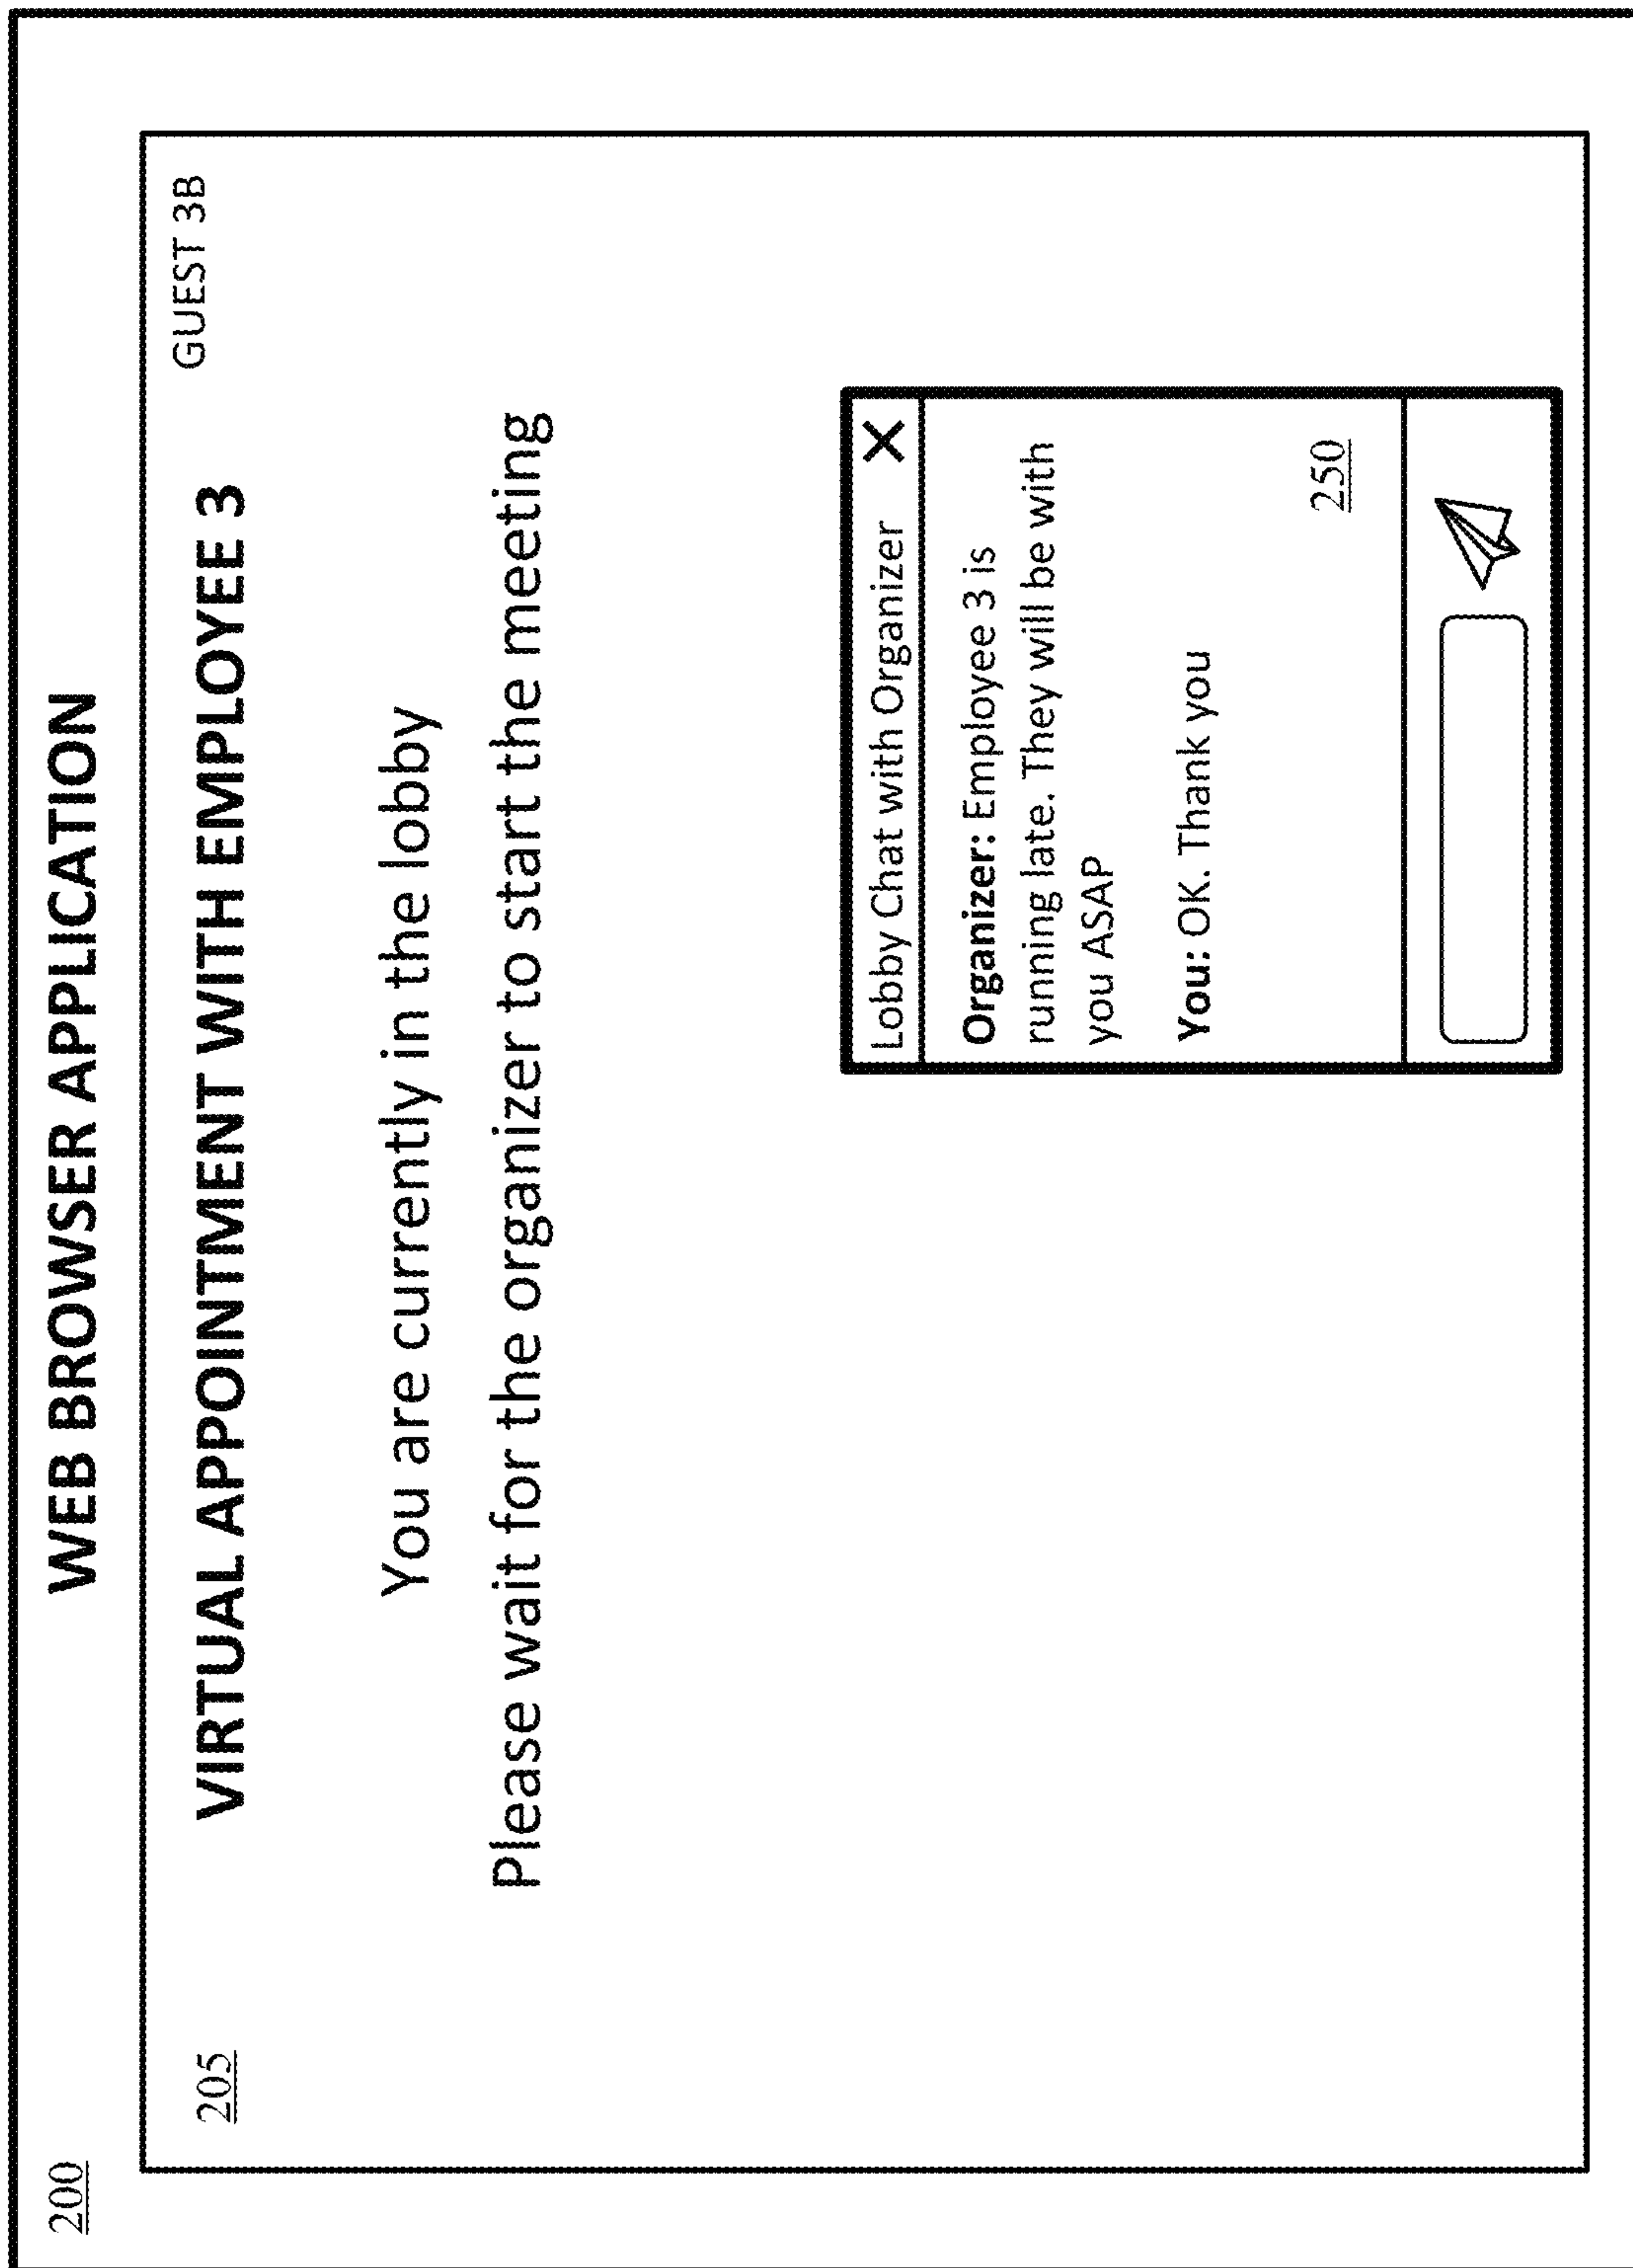 200
WEB BROWSER APPLICATION
205
VIRTUAL APPOINTMENT WITH EMPLOYEE 3
GUEST 3B
You are currently in the lobby
Please wait for the organizer to start the meeting
Lobby Chat with Organizer
Organizer: Employee 3 is
running late. They will be with
you ASAP
You: OK. Thank you
250